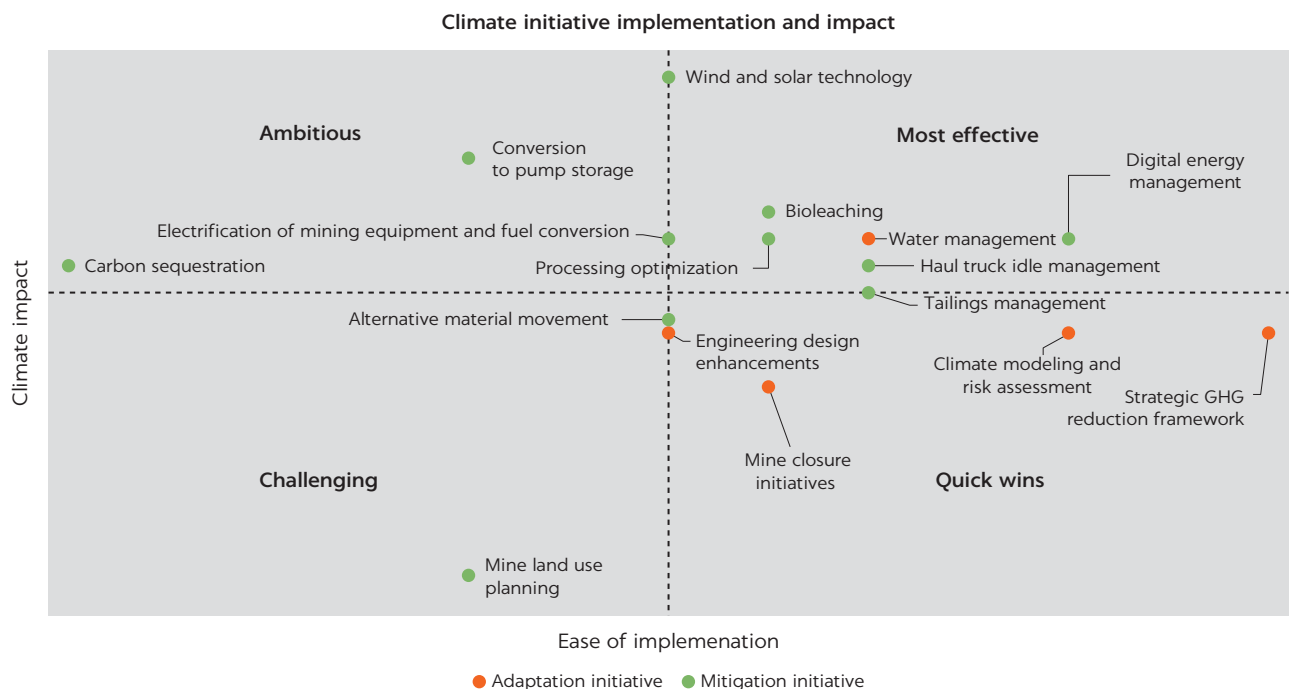 Climate initiative implementation and impact
Wind and solar technology
Ambitious
Most effective
Conversion
to pump storage
Digital energy
management
Bioleaching
Electrification of mining equipment and fuel conversion
Water management
Carbon sequestration
Processing optimization
Haul truck idle management
Tailings management
Alternative material movement
Engineering design
enhancements
Climate modeling and
risk assessment
Strategic GHG
reduction framework
Mine closure
initiatives
Challenging
Quick wins
Mine land use
planning
Climate impact
Ease of implemenation
Adaptation initiative
Mitigation initiative